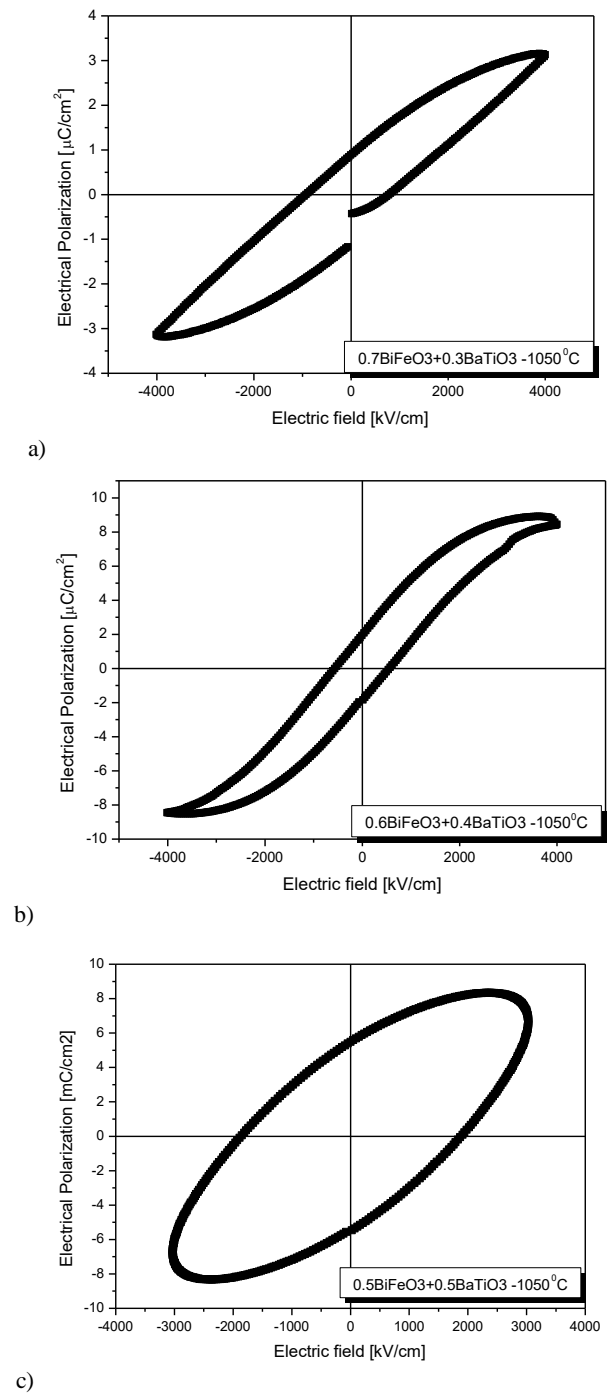 4
3
2
1
0
-1
-2
-3
-4
Electrical Polarization [μC/cm²]
0.7BiFeO3+0.3BaTiO3 -1050⁰C
-4000 -2000 0 2000 4000
Electric field [kV/cm]
a)
10
8
6
4
2
0
-2
-4
-6
-8
-10
Electrical Polarization [μC/cm²]
0.6BiFeO3+0.4BaTiO3 -1050⁰C
-4000 -2000 0 2000 4000
Electric field [kV/cm]
b)
10
8
6
4
2
0
-2
-4
-6
-8
-10
Electrical Polarization [mC/cm2]
0.5BiFeO3+0.5BaTiO3 -1050⁰C
-4000 -3000 -2000 -1000 0 1000 2000 3000 4000
Electric field [kV/cm]
c)